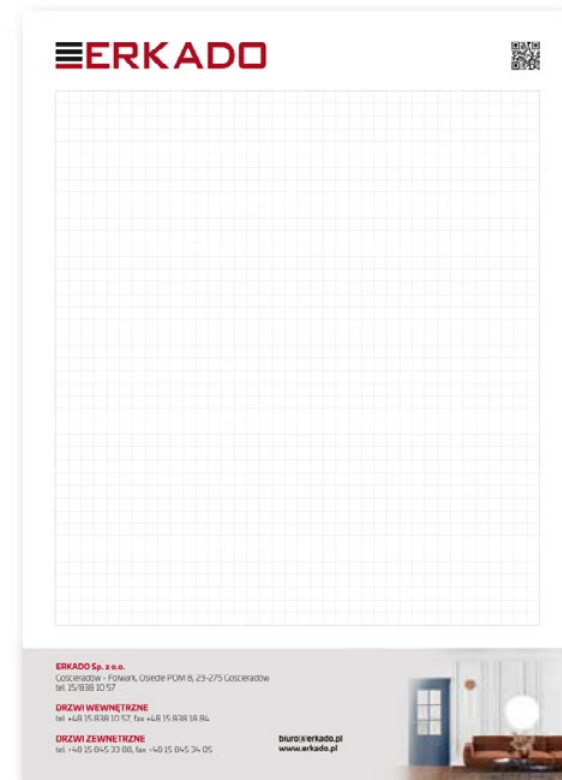 ERKADO
ERKADO Sp. z o.o.
Gościeradów - Folwark, Osiedle POM 8, 23-275 Gościeradów
tel. 15/838 10 57
DRZWI WEWNĘTRZNE
tel. +48 15 838 10 57, fax +48 15 838 18 84
DRZWI ZEWNĘTRZNE
tel. +48 15 845 33 88, fax +48 15 845 34 05
biuro@erkado.pl
www.erkado.pl